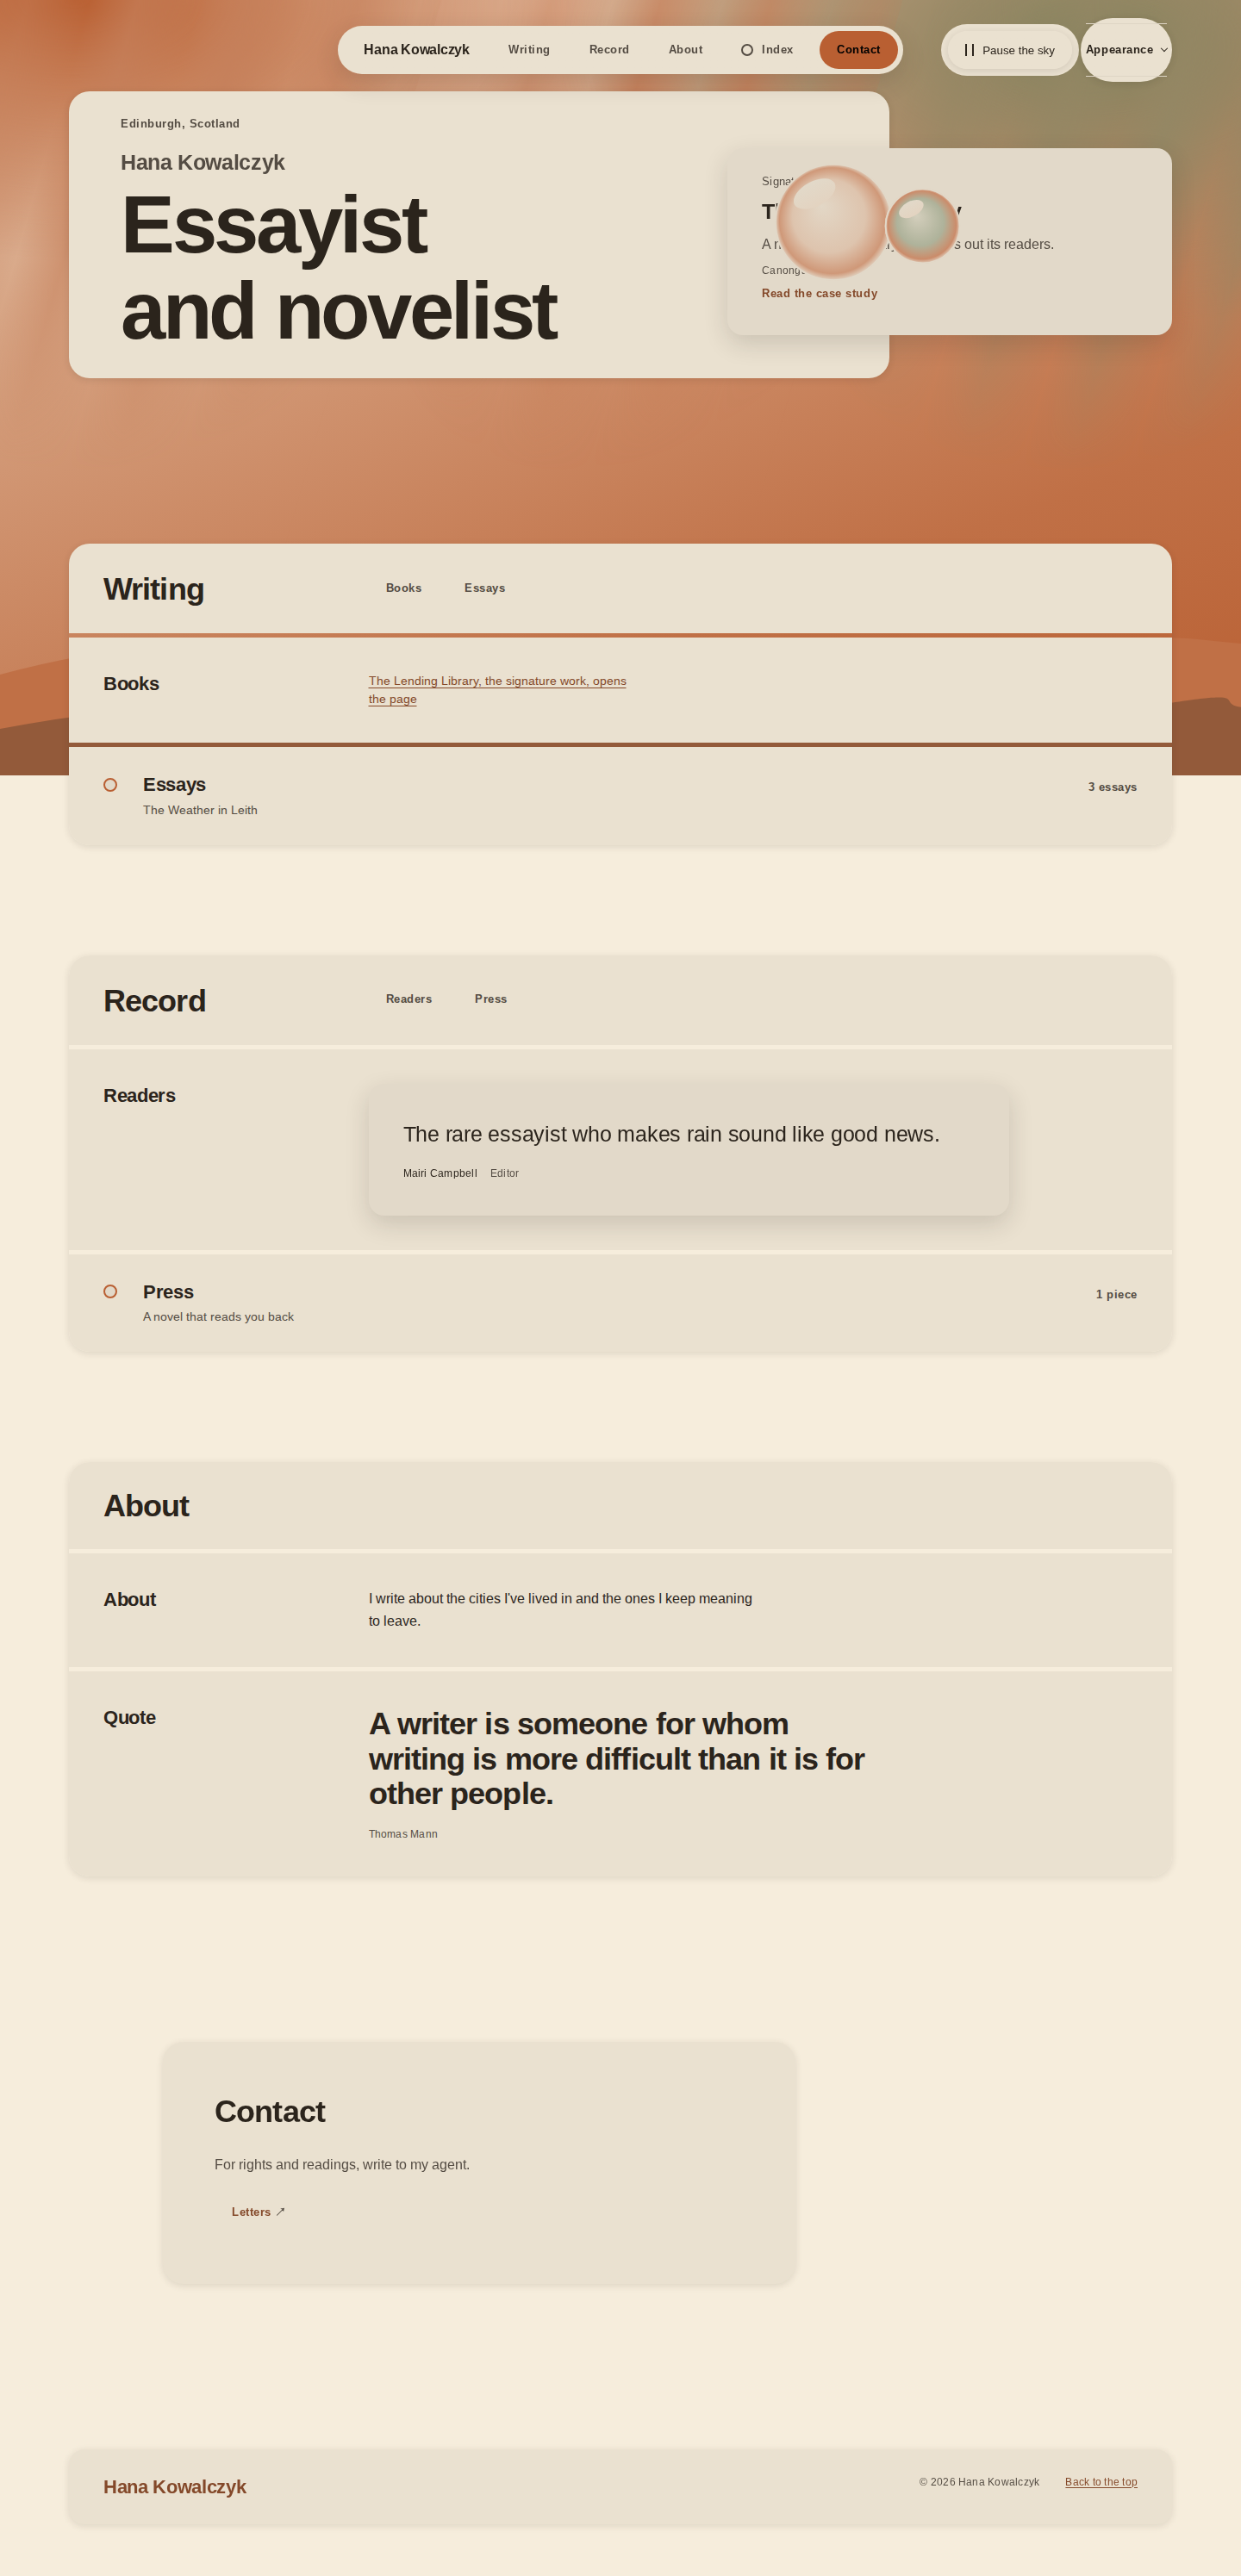 Hana Kowalczyk
Writing
Record
About
Index
Contact
Pause the sky
Appearance
Edinburgh, Scotland
Hana Kowalczyk
Essayist
and novelist
out its readers.
Read the case study
Writing
Books
Essays
Books
The Lending Library, the signature work, opens
the page
Essays
The Weather in Leith
3 essays
Record
Readers
Press
Readers
The rare essayist who makes rain sound like good news.
Mairi Campbell
Editor
Press
A novel that reads you back
1 piece
About
About
I write about the cities I've lived in and the ones I keep meaning
to leave.
Quote
A writer is someone for whom
writing is more difficult than it is for
other people.
Thomas Mann
Contact
For rights and readings, write to my agent.
Letters ↗
Hana Kowalczyk
© 2026 Hana Kowalczyk
Back to the top